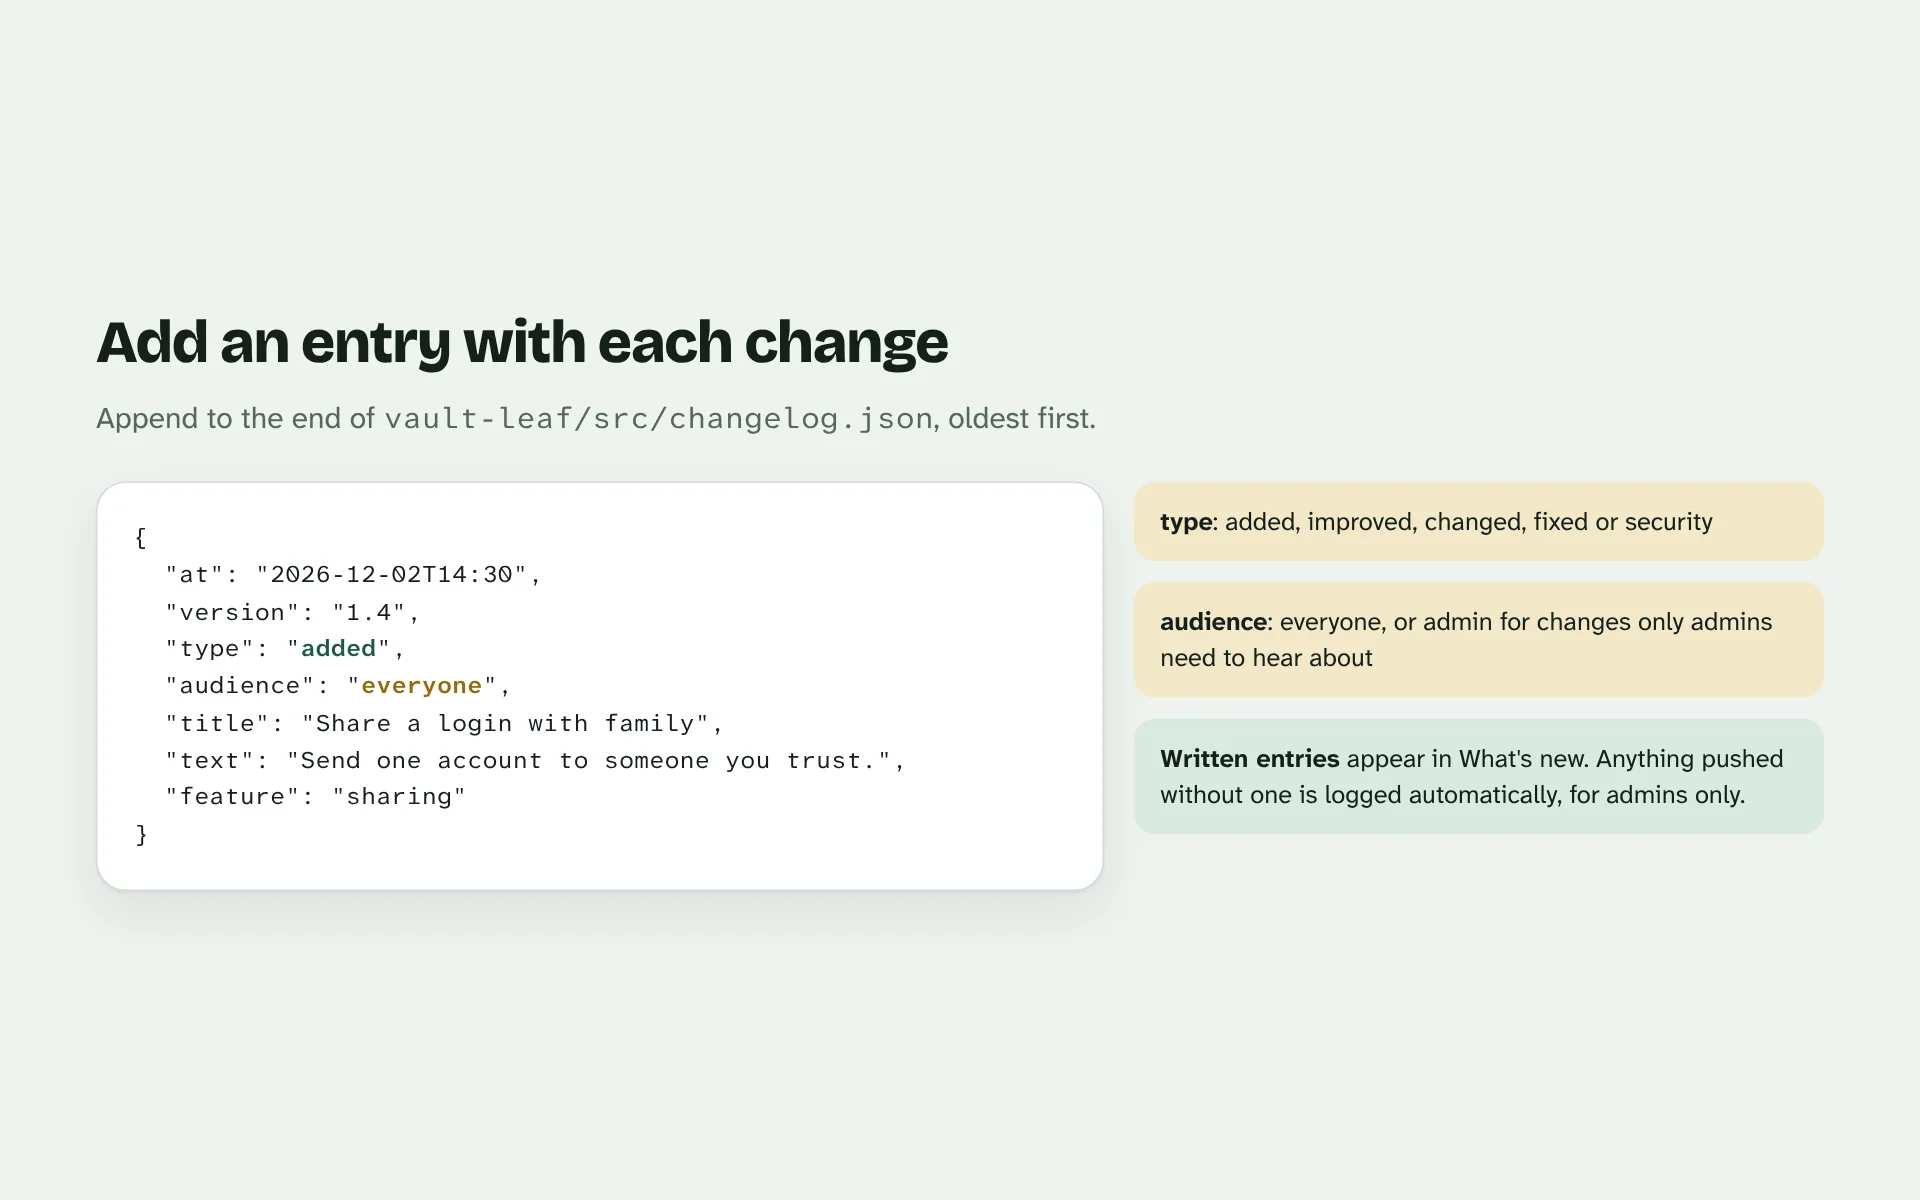 Add an entry with each change
Append to the end of vault-leaf/src/changelog.json, oldest first.
{
  "at": "2026-12-02T14:30",
  "version": "1.4",
  "type": "added",
  "audience": "everyone",
  "title": "Share a login with family",
  "text": "Send one account to someone you trust.",
  "feature": "sharing"
}
type: added, improved, changed, fixed or security
audience: everyone, or admin for changes only admins
need to hear about
Written entries appear in What's new. Anything pushed
without one is logged automatically, for admins only.